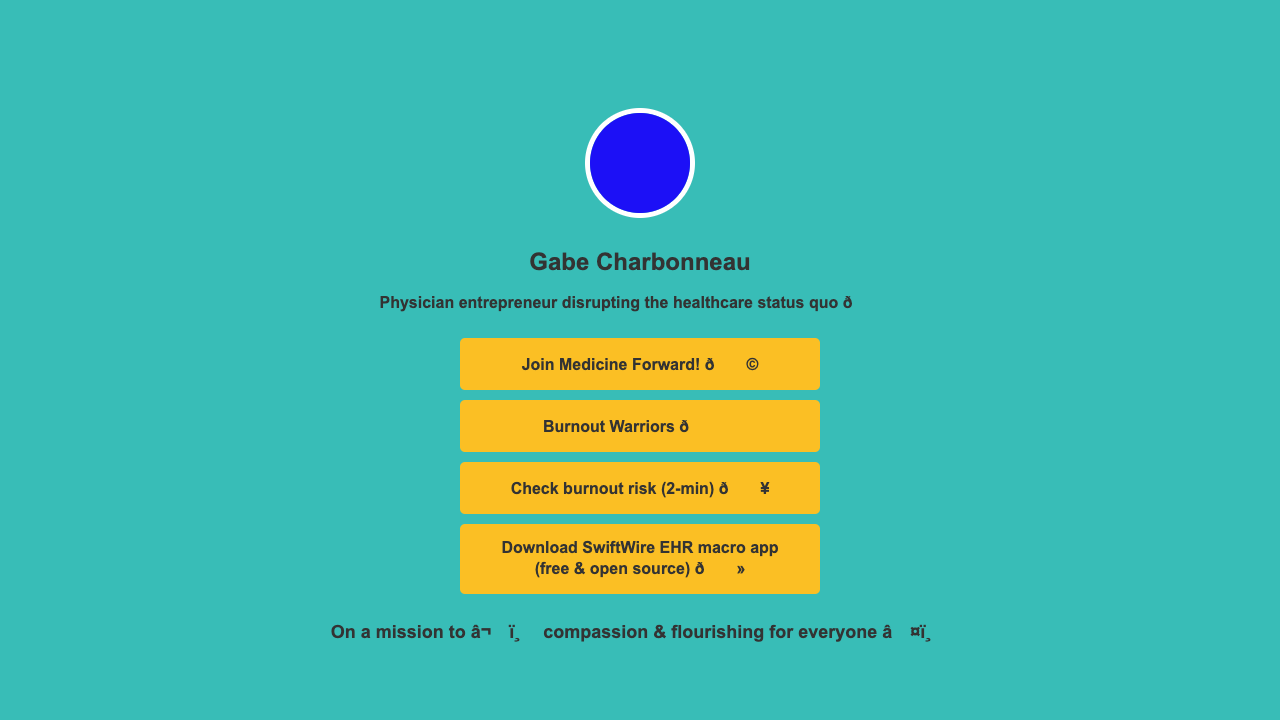 Gabe Charbonneau
Physician entrepreneur disrupting the healthcare status quo ð
Join Medicine Forward! ð ©
Burnout Warriors ð
Check burnout risk (2-min) ð ¥
Download SwiftWire EHR macro app
(free & open source) ð »
On a mission to â¬ ï¸ compassion & flourishing for everyone â ¤ï¸